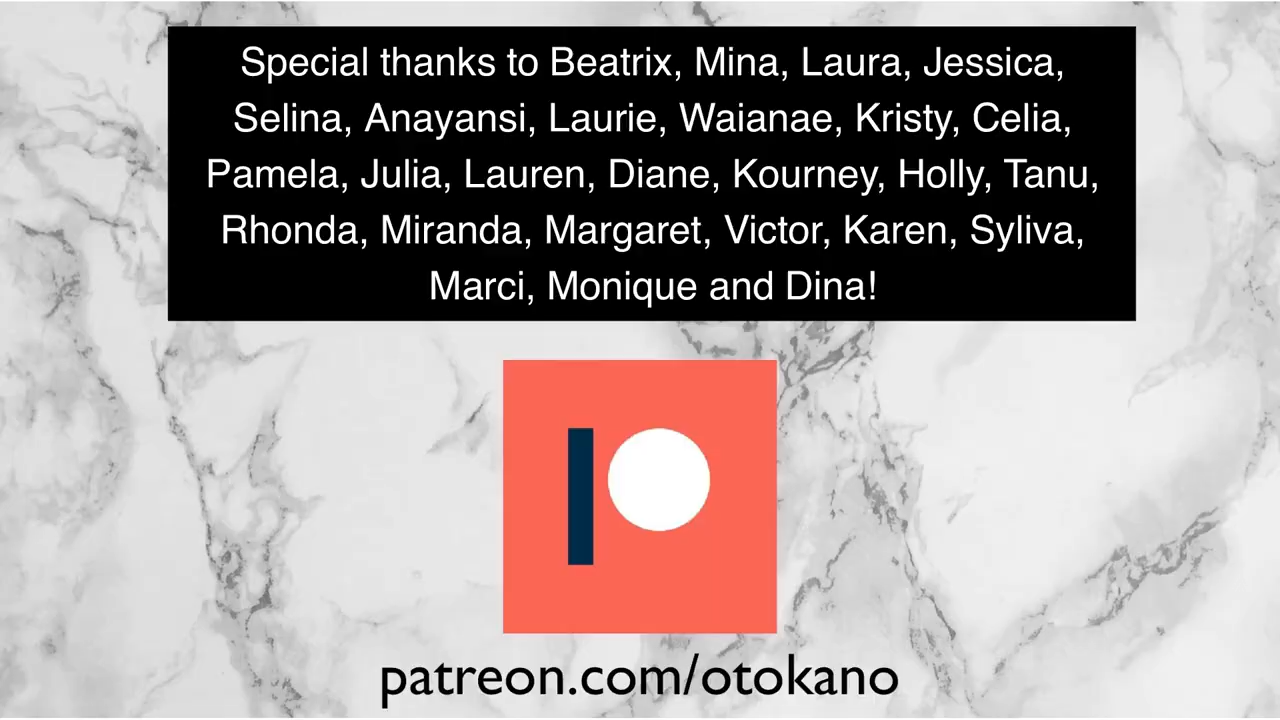 Special thanks to Beatrix, Mina, Laura, Jessica,
Selina, Anayansi, Laurie, Waianae, Kristy, Celia,
Pamela, Julia, Lauren, Diane, Kourney, Holly, Tanu,
Rhonda, Miranda, Margaret, Victor, Karen, Syliva,
Marci, Monique and Dina!
patreon.com/otokano